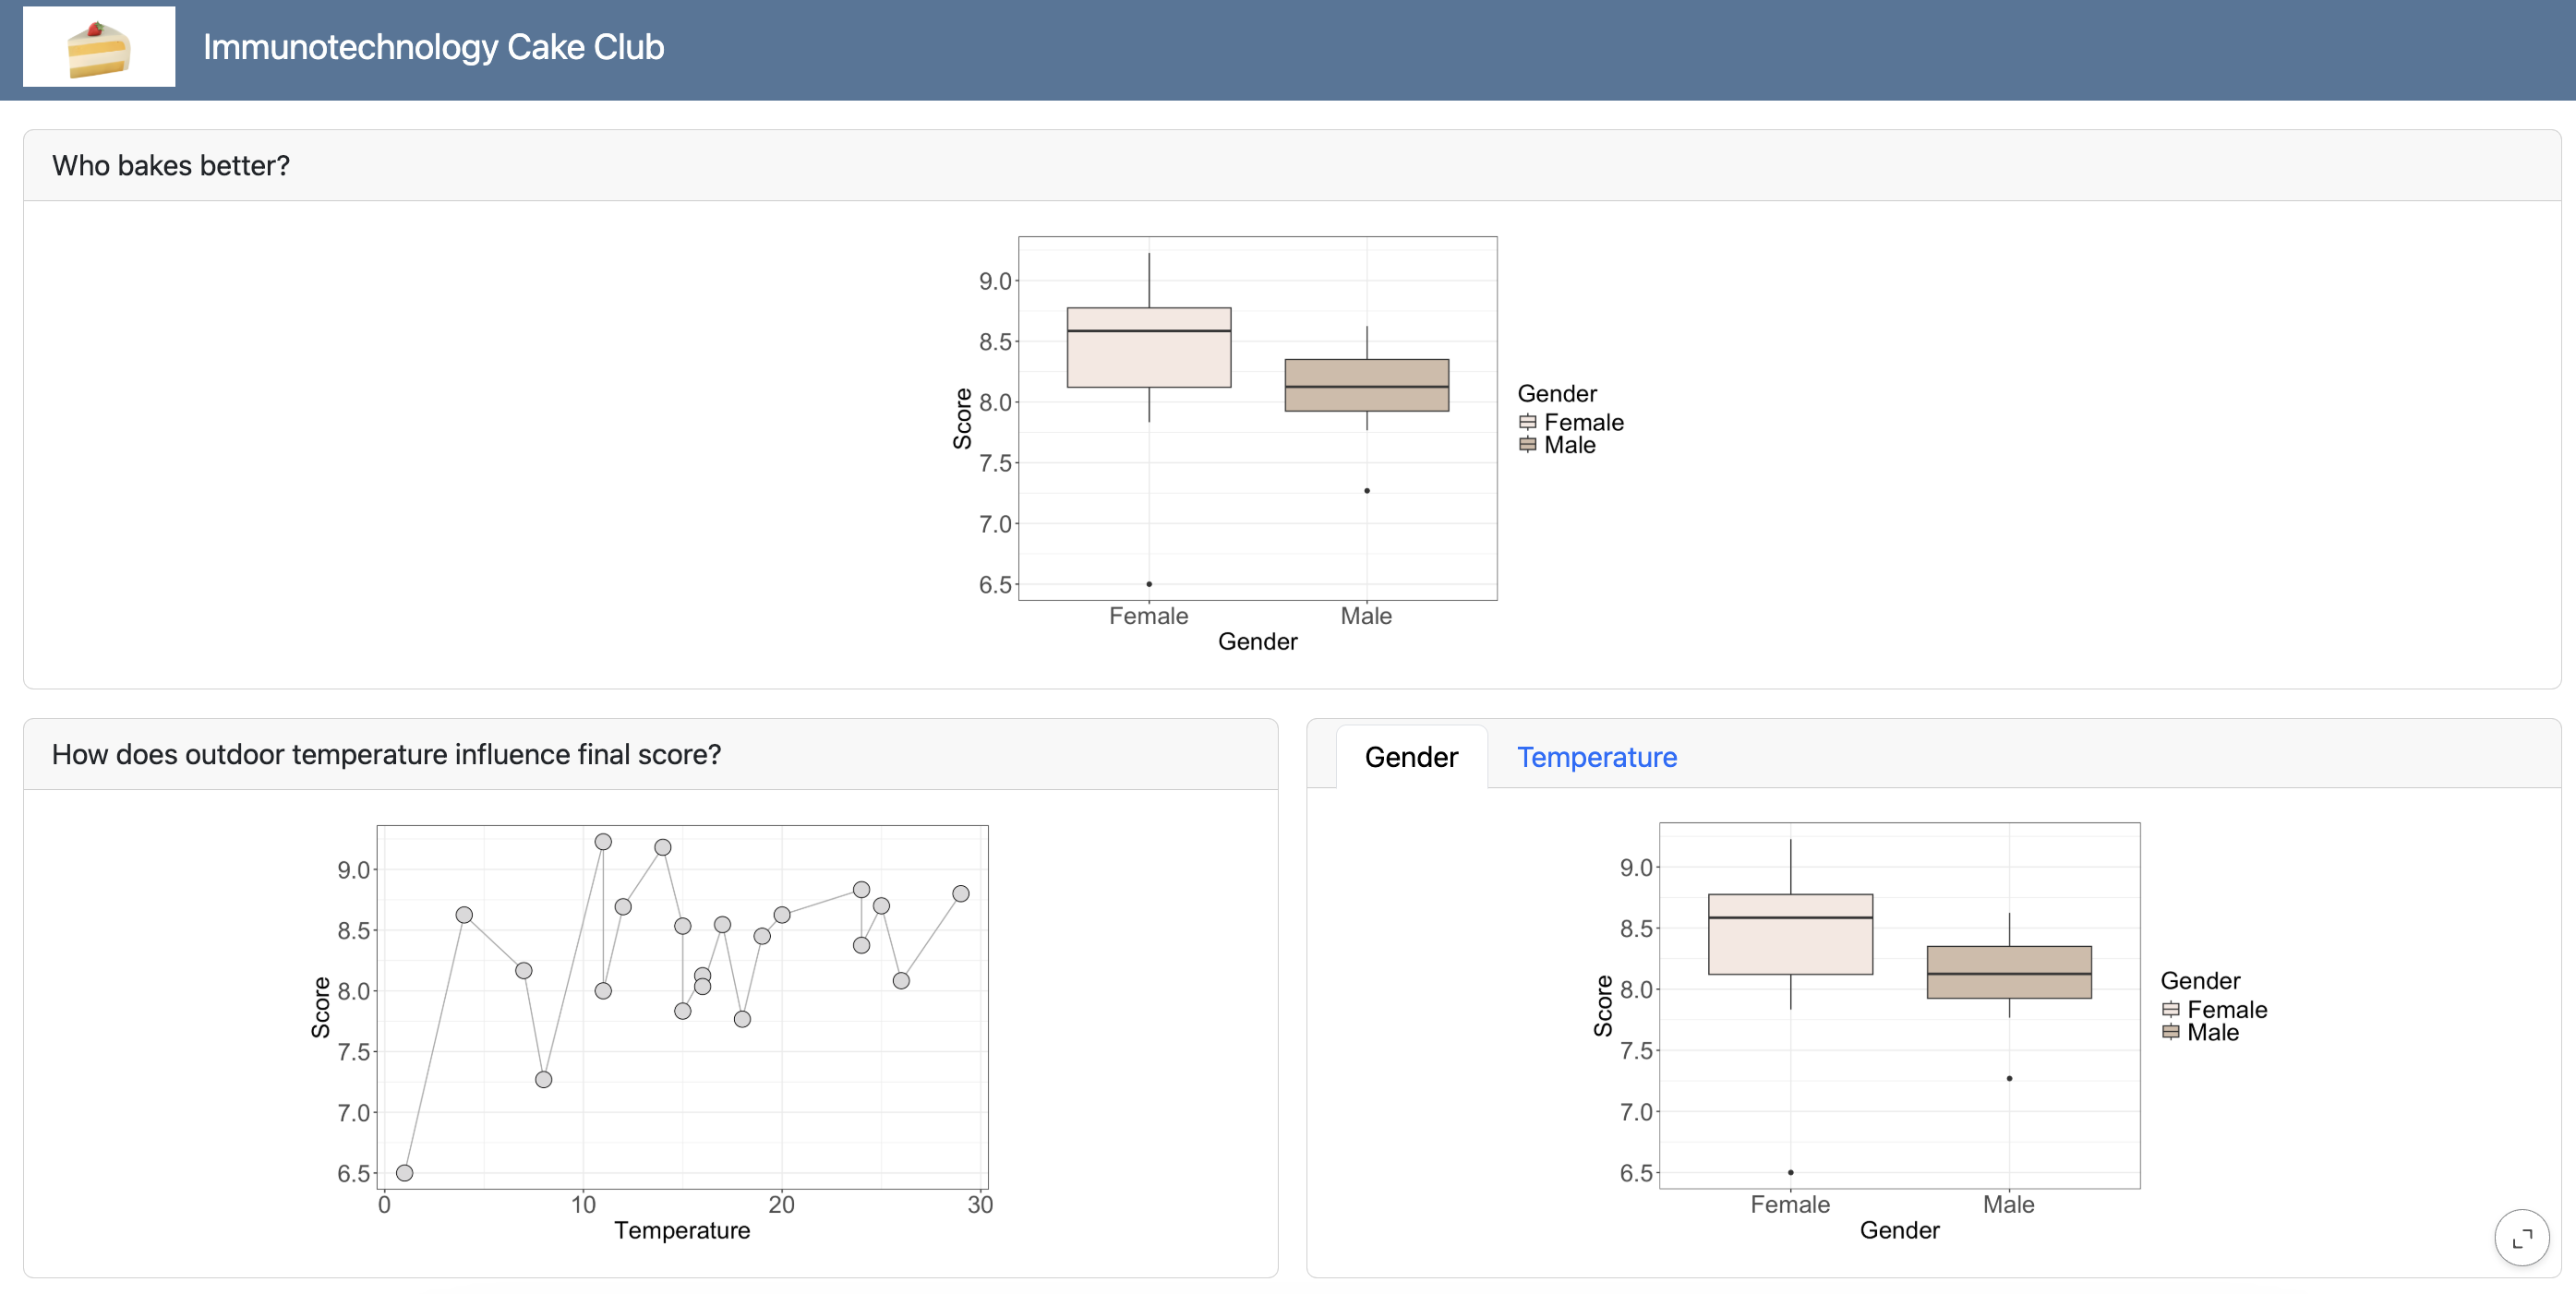 Immunotechnology Cake Club
Who bakes better?
9.0
8.5
8.0
7.5
7.0
6.5
Score
Female
Male
Gender
Gender
Female
Male
How does outdoor temperature influence final score?
9.0
8.5
8.0
7.5
7.0
6.5
Score
0 10 20 30
Temperature
Gender Temperature
9.0
8.5
8.0
7.5
7.0
6.5
Score
Female Male
Gender
Gender
Female
Male